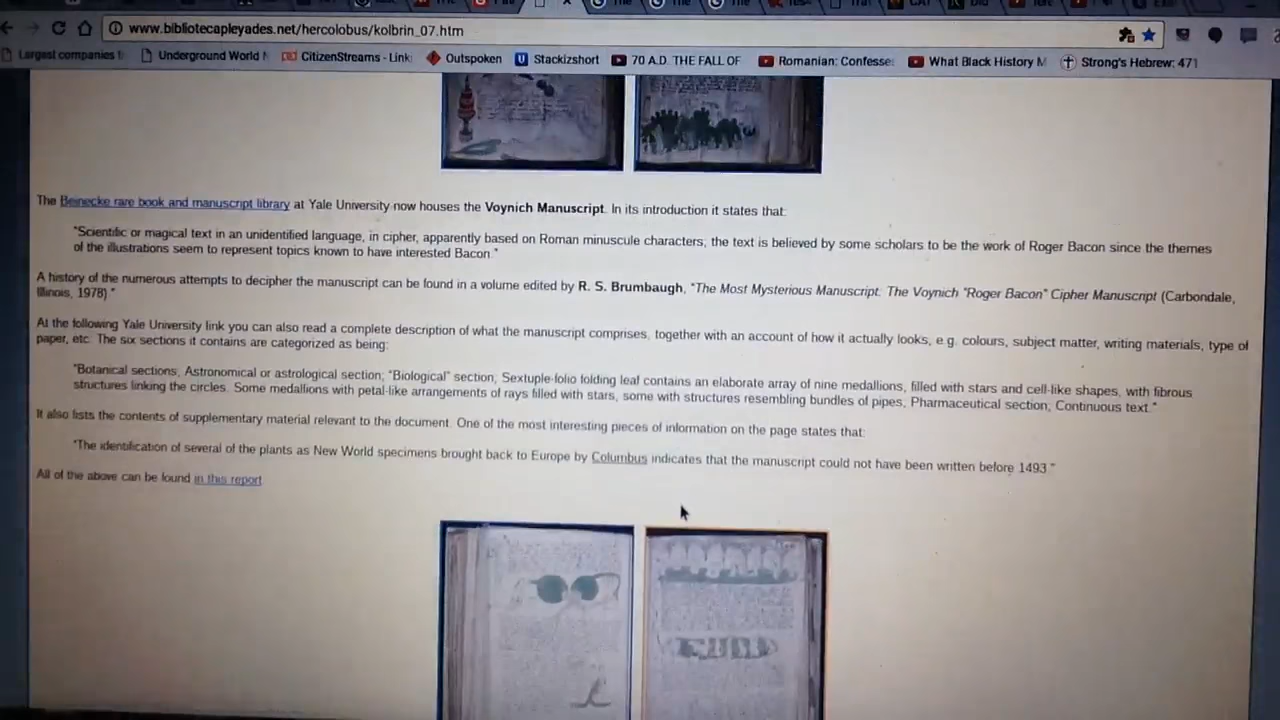 www.bibliotecapleyades.net/hercolobus/kolbrin_07.htm
Largest companies Underground World CitizenStreams - Link Outspoken Stackizshort 70 A.D. THE FALL OF Romanian: Confesse What Black History M Strong's Hebrew: 471
The Beinecke rare book and manuscript library at Yale University now houses the Voynich Manuscript. In its introduction it states that:
"Scientific or magical text in an unidentified language, in cipher, apparently based on Roman minuscule characters; the text is believed by some scholars to be the work of Roger Bacon since the themes
of the illustrations seem to represent topics known to have interested Bacon."
A history of the numerous attempts to decipher the manuscript can be found in a volume edited by R. S. Brumbaugh, "The Most Mysterious Manuscript. The Voynich "Roger Bacon" Cipher Manuscript (Carbondale,
Illinois, 1978)."
At the following Yale University link you can also read a complete description of what the manuscript comprises, together with an account of how it actually looks, e.g. colours, subject matter, writing materials, type of
paper, etc. The six sections it contains are categorized as being:
"Botanical sections; Astronomical or astrological section; "Biological" section; Sextuple-folio folding leaf contains an elaborate array of nine medallions, filled with stars and cell-like shapes, with fibrous
structures linking the circles. Some medallions with petal-like arrangements of rays filled with stars, some with structures resembling bundles of pipes; Pharmaceutical section; Continuous text."
It also lists the contents of supplementary material relevant to the document. One of the most interesting pieces of information on the page states that:
"The identification of several of the plants as New World specimens brought back to Europe by Columbus indicates that the manuscript could not have been written before 1493."
All of the above can be found in this report